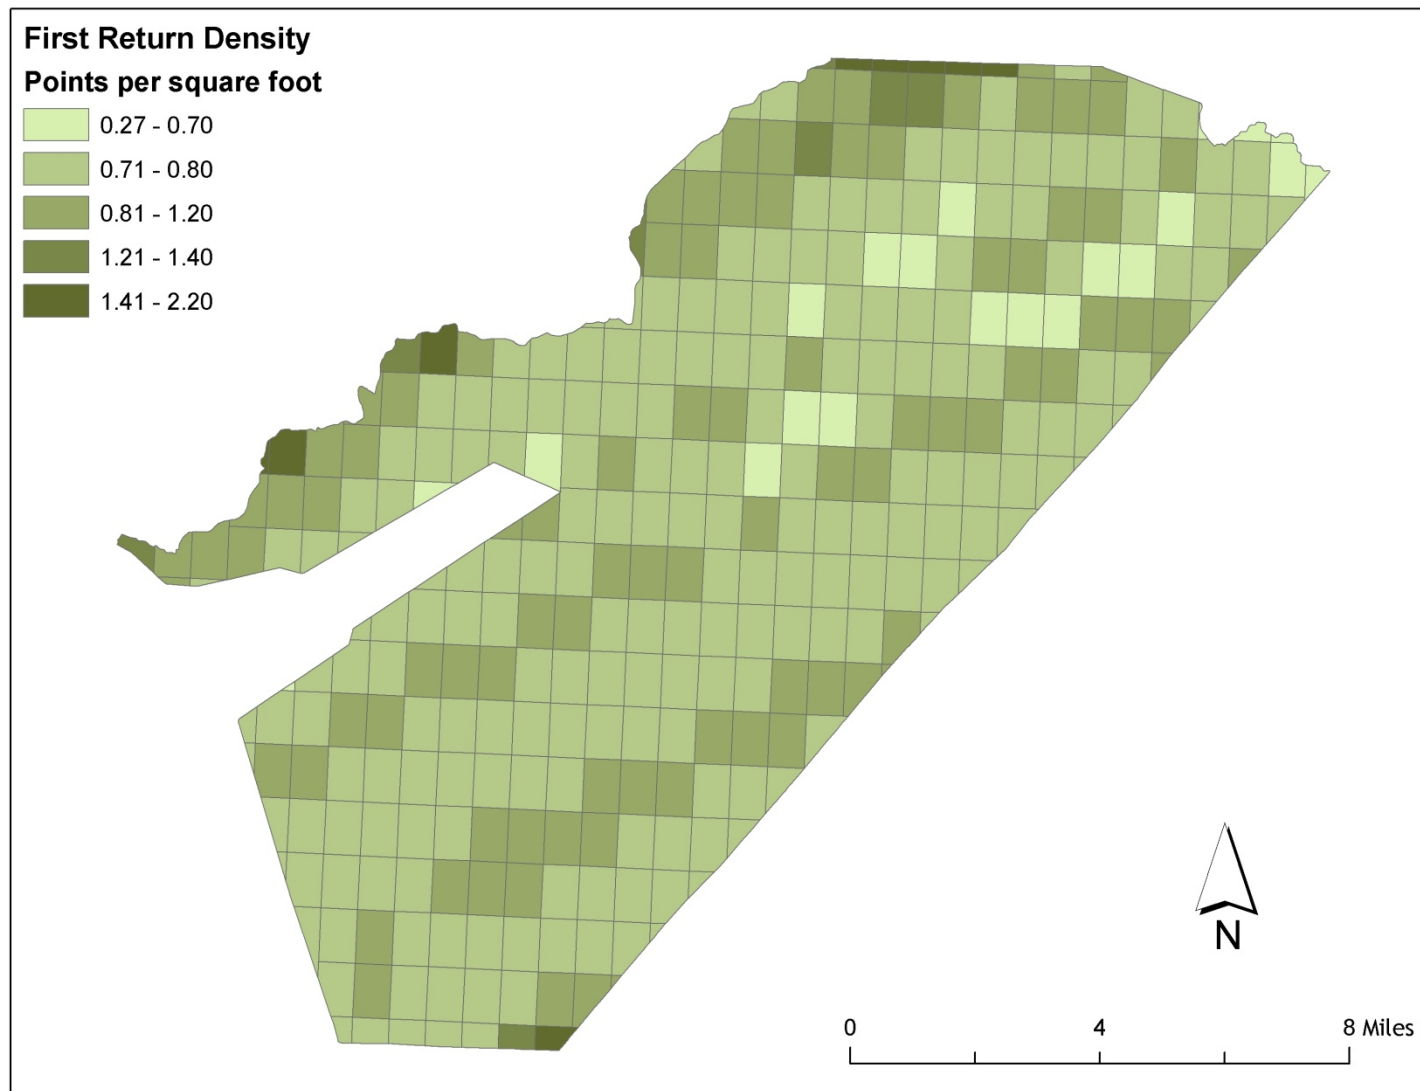 First Return Density
Points per square foot
0.27 - 0.70
0.71 - 0.80
0.81 - 1.20
1.21 - 1.40
1.41 - 2.20
N
0 4 8 Miles